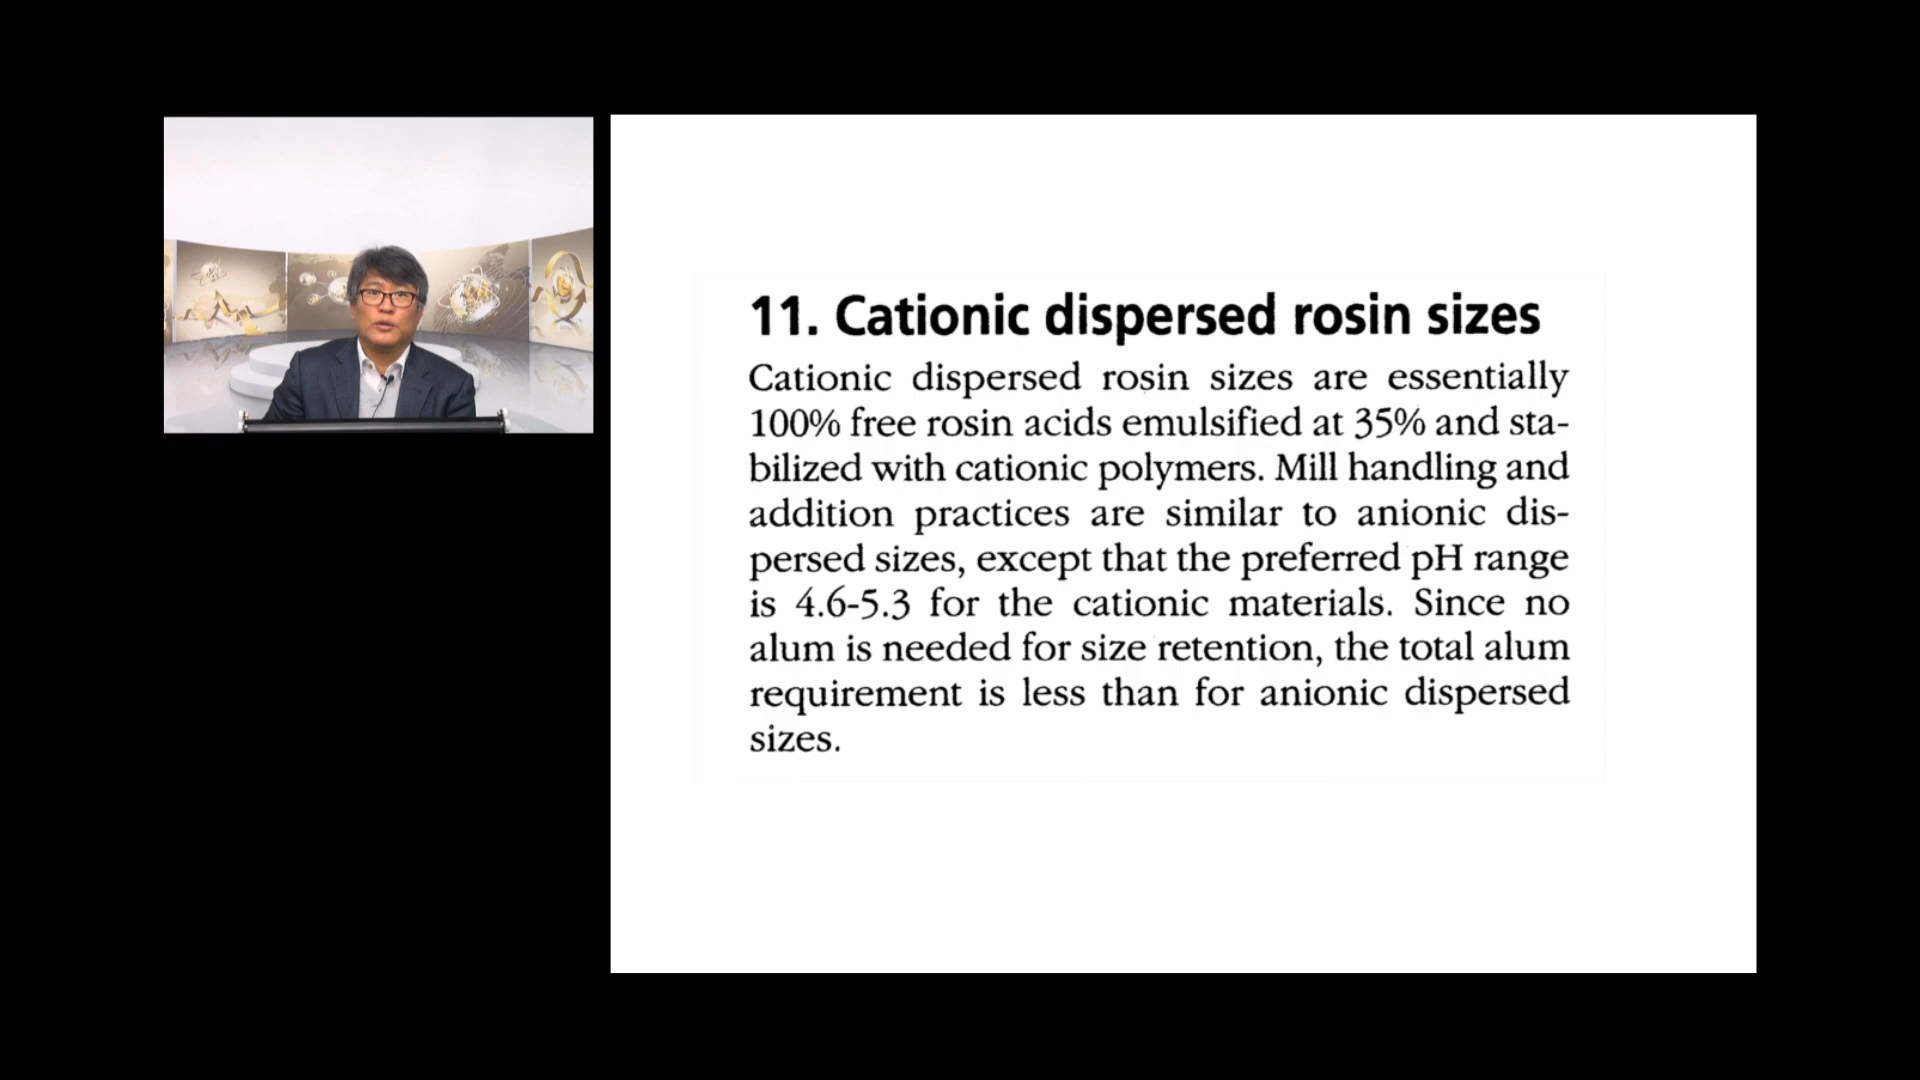 11. Cationic dispersed rosin sizes
Cationic dispersed rosin sizes are essentially
100% free rosin acids emulsified at 35% and sta-
bilized with cationic polymers. Mill handling and
addition practices are similar to anionic dis-
persed sizes, except that the preferred pH range
is 4.6-5.3 for the cationic materials. Since no
alum is needed for size retention, the total alum
requirement is less than for anionic dispersed
sizes.